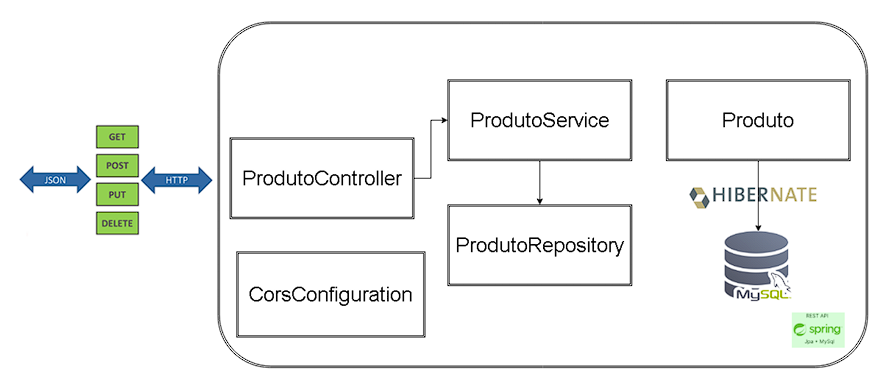 JSON
GET
POST
PUT
DELETE
HTTP
ProdutoController
CorsConfiguration
ProdutoService
ProdutoRepository
Produto
HIBERNATE
MySQL
REST API
spring
Jpa + MySql